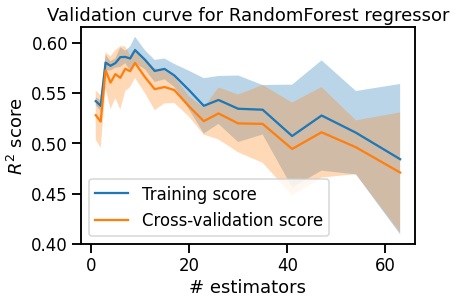 Validation curve for RandomForest regressor
0.60
0.55
0.50
0.45
0.40
R² score
Training score
Cross-validation score
0
20
40
60
# estimators